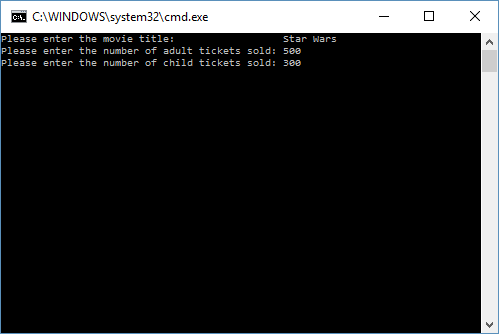 C:\WINDOWS\system32\cmd.exe
Please enter the movie title:                  Star Wars
Please enter the number of adult tickets sold: 500
Please enter the number of child tickets sold: 300